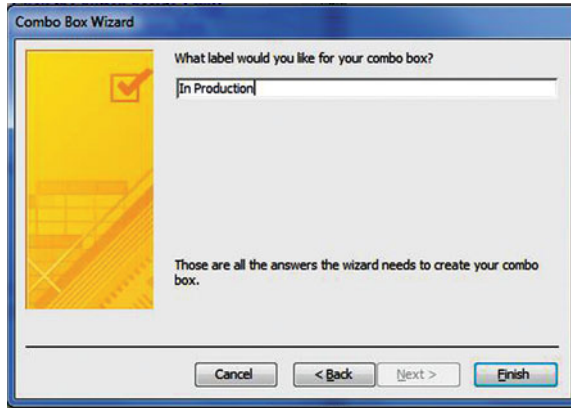 Combo Box Wizard
What label would you like for your combo box?
In Production
Those are all the answers the wizard needs to create your combo
box.
Cancel
< Back
Next >
Finish